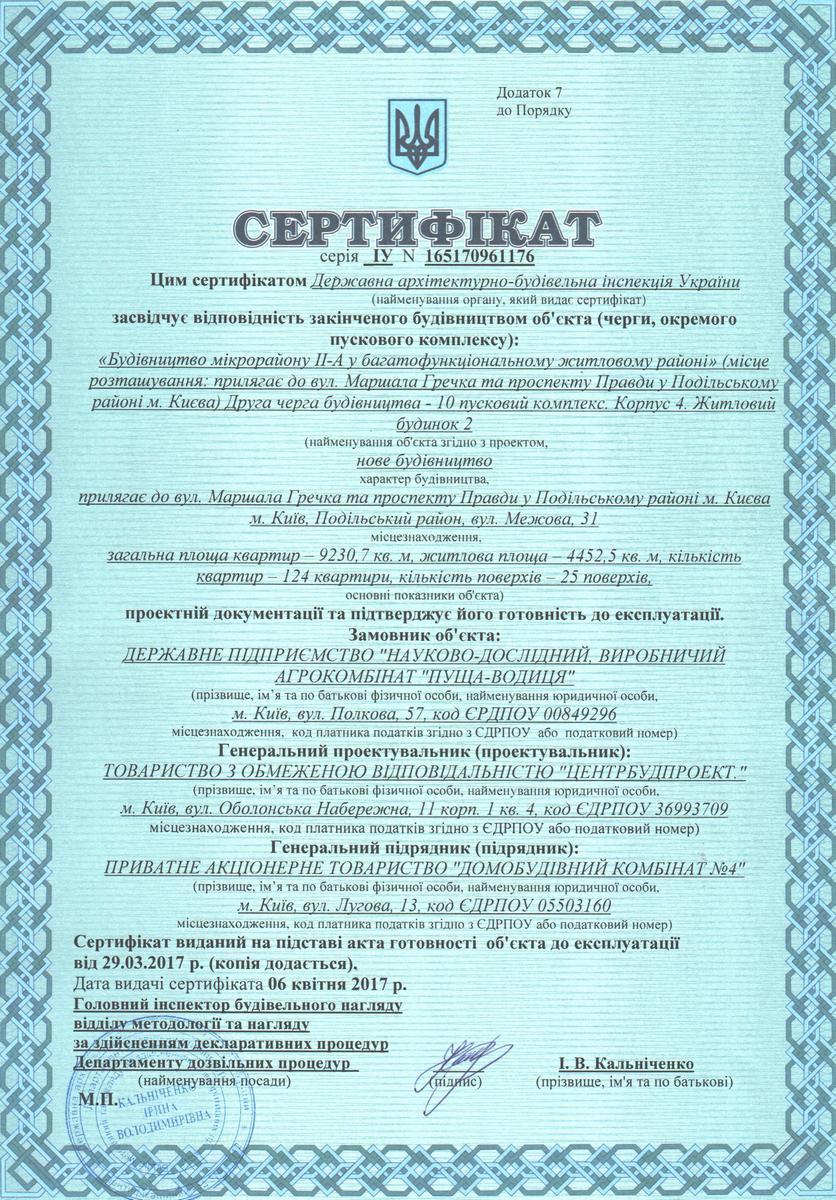 Додаток 7
до Порядку
СЕРТИФІКАТ
серія ІУ N 165170961176
Цим сертифікатом Державна архітектурно-будівельна інспекція України
(найменування органу, який видає сертифікат)
засвідчує відповідність закінченого будівництвом об'єкта (черги, окремого
пускового комплексу):
«Будівництво мікрорайону ІІ-А у багатофункціональному житловому районі» (місце
розташування: прилягає до вул. Маршала Гречка та проспекту Правди у Подільському
районі м. Києва) Друга черга будівництва - 10 пусковий комплекс. Корпус 4. Житловий
будинок 2
(найменування об'єкта згідно з проектом,
нове будівництво
характер будівництва,
прилягає до вул. Маршала Гречка та проспекту Правди у Подільському районі м. Києва
м. Київ, Подільський район, вул. Межова, 31
місцезнаходження,
загальна площа квартир – 9230,7 кв. м, житлова площа – 4452,5 кв. м, кількість
квартир – 124 квартири, кількість поверхів – 25 поверхів,
основні показники об'єкта)
проектній документації та підтверджує його готовність до експлуатації.
Замовник об'єкта:
ДЕРЖАВНЕ ПІДПРИЄМСТВО "НАУКОВО-ДОСЛІДНИЙ, ВИРОБНИЧИЙ
АГРОКОМБІНАТ "ПУЩА-ВОДИЦЯ"
(прізвище, ім’я та по батькові фізичної особи, найменування юридичної особи,
м. Київ, вул. Полкова, 57, код ЄРДПОУ 00849296
місцезнаходження, код платника податків згідно з ЄДРПОУ або податковий номер)
Генеральний проектувальник (проектувальник):
ТОВАРИСТВО З ОБМЕЖЕНОЮ ВІДПОВІДАЛЬНІСТЮ "ЦЕНТРБУДПРОЕКТ."
(прізвище, ім’я та по батькові фізичної особи, найменування юридичної особи,
м. Київ, вул. Оболонська Набережна, 11 корп. 1 кв. 4, код ЄДРПОУ 36993709
місцезнаходження, код платника податків згідно з ЄДРПОУ або податковий номер)
Генеральний підрядник (підрядник):
ПРИВАТНЕ АКЦІОНЕРНЕ ТОВАРИСТВО "ДОМОБУДІВНИЙ КОМБІНАТ №4"
(прізвище, ім’я та по батькові фізичної особи, найменування юридичної особи,
м. Київ, вул. Лугова, 13, код ЄДРПОУ 05503160
місцезнаходження, код платника податків згідно з ЄДРПОУ або податковий номер)
Сертифікат виданий на підставі акта готовності об'єкта до експлуатації
від 29.03.2017 р. (копія додається),
Дата видачі сертифіката 06 квітня 2017 р.
Головний інспектор будівельного нагляду
відділу методології та нагляду
за здійсненням декларативних процедур
Департаменту дозвільних процедур
(найменування посади)
(підпис)
І. В. Кальніченко
(прізвище, ім'я та по батькові)
М.П.
КАЛЬНІЧЕНКО
ІРИНА
ВОЛОДИМИРІВНА